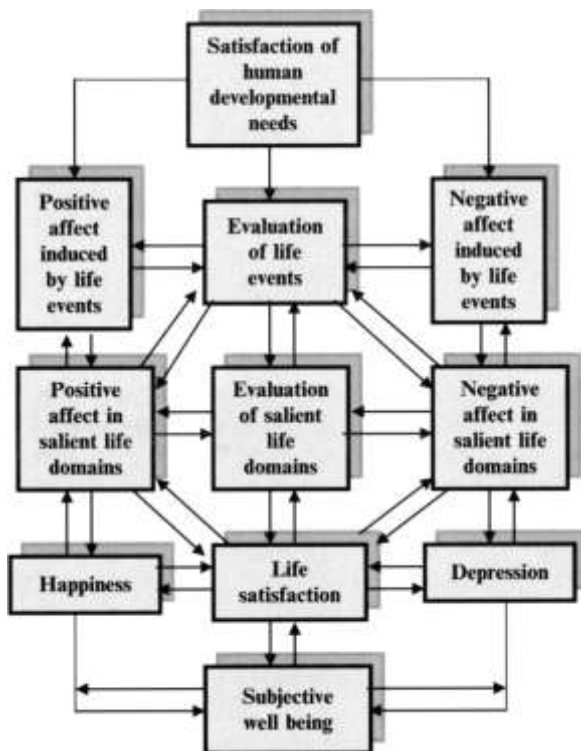 Satisfaction of
human
developmental
needs
Positive
affect
induced
by life
events
Evaluation
of life
events
Negative
affect
induced
by life
events
Positive
affect in
salient life
domains
Evaluation
of salient
life
domains
Negative
affect in
salient life
domains
Happiness
Life
satisfaction
Depression
Subjective
well being